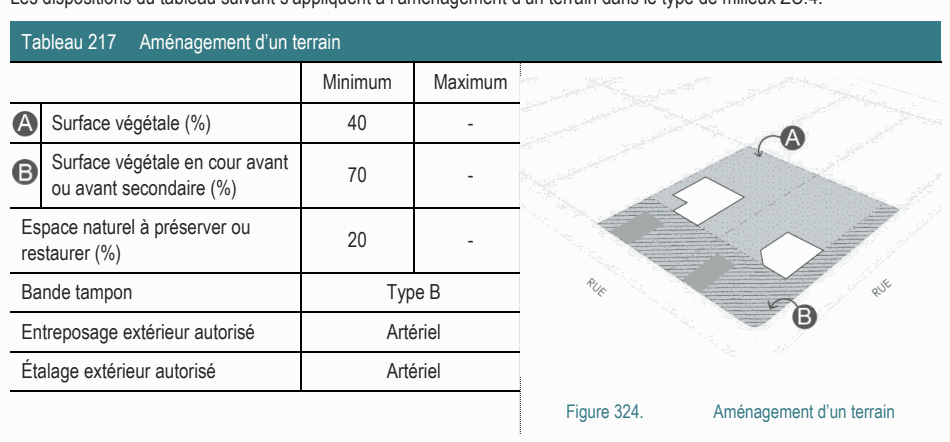 Les dispositions du tableau suivant s'appliquent à l'aménagement d'un terrain dans le type de milieux ZC.4.
Tableau 217 Aménagement d'un terrain
Minimum Maximum
A Surface végétale (%) 40 -
B Surface végétale en cour avant
ou avant secondaire (%) 70 -
Espace naturel à préserver ou
restaurer (%) 20 -
Bande tampon Type B
Entreposage extérieur autorisé Artériel
Étalage extérieur autorisé Artériel
A
RUE
RUE
B
Figure 324. Aménagement d'un terrain